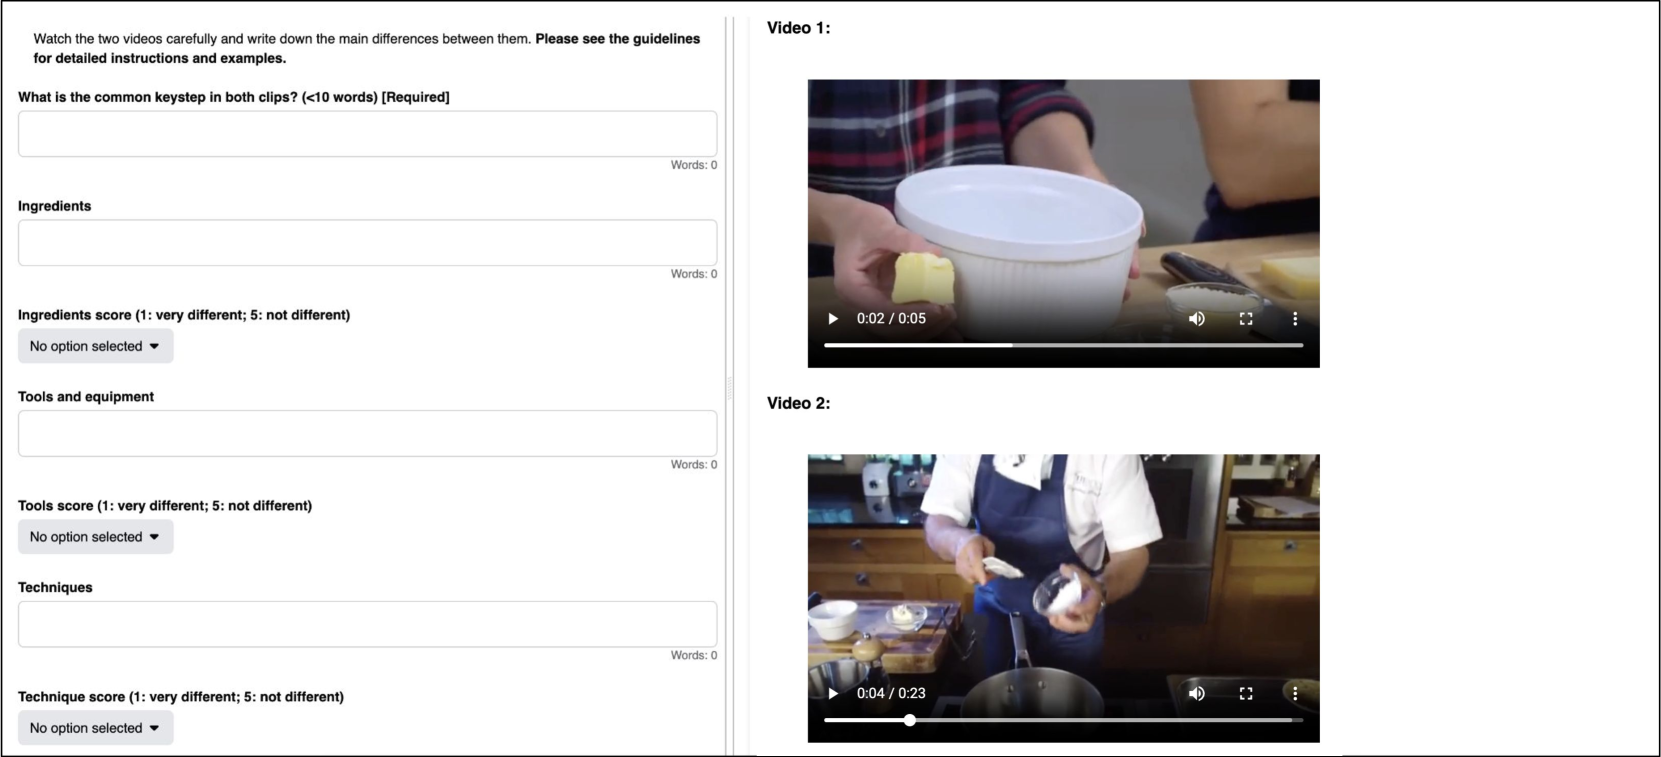 Watch the two videos carefully and write down the main differences between them. Please see the guidelines
for detailed instructions and examples.
What is the common keystep in both clips? (<10 words) [Required]
Words: 0
Ingredients
Words: 0
Ingredients score (1: very different; 5: not different)
No option selected
Tools and equipment
Words: 0
Tools score (1: very different; 5: not different)
No option selected
Techniques
Words: 0
Technique score (1: very different; 5: not different)
No option selected
Video 1:
0:02 / 0:05
Video 2:
0:04 / 0:23